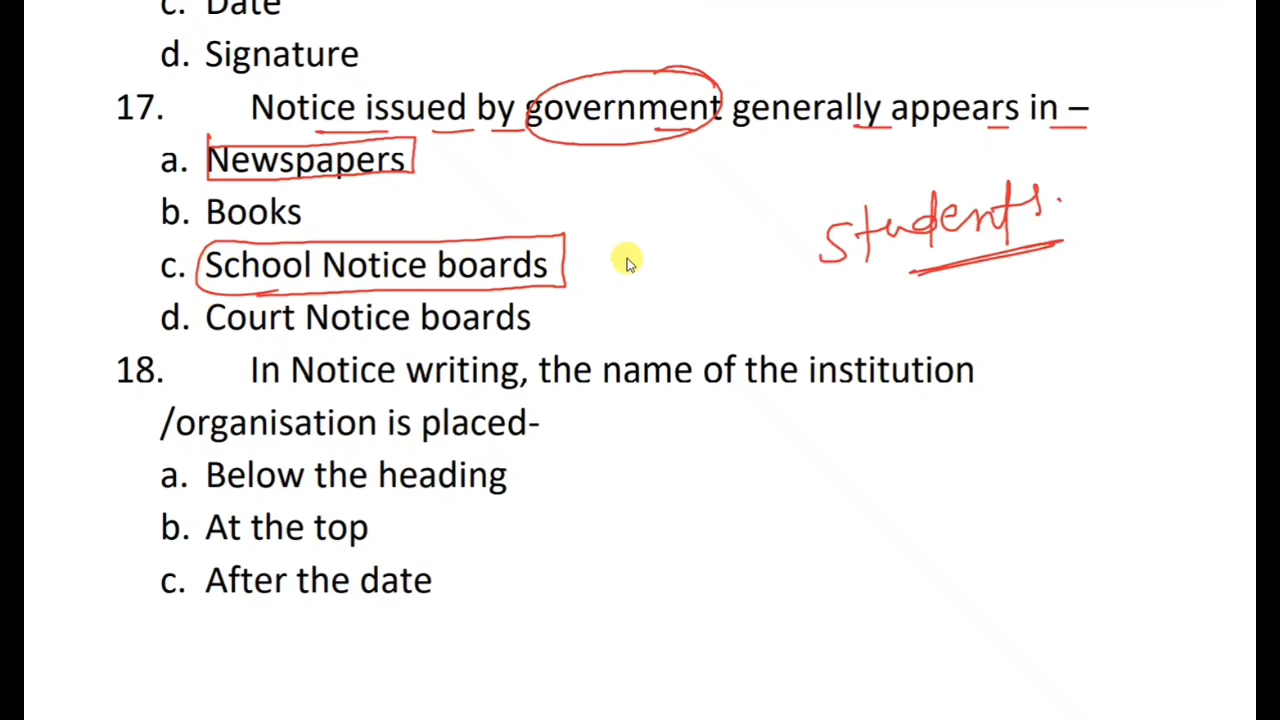 c. Date
d. Signature
17. Notice issued by government generally appears in –
a. Newspapers
b. Books
students.
c. School Notice boards
d. Court Notice boards
18. In Notice writing, the name of the institution
/organisation is placed-
a. Below the heading
b. At the top
c. After the date